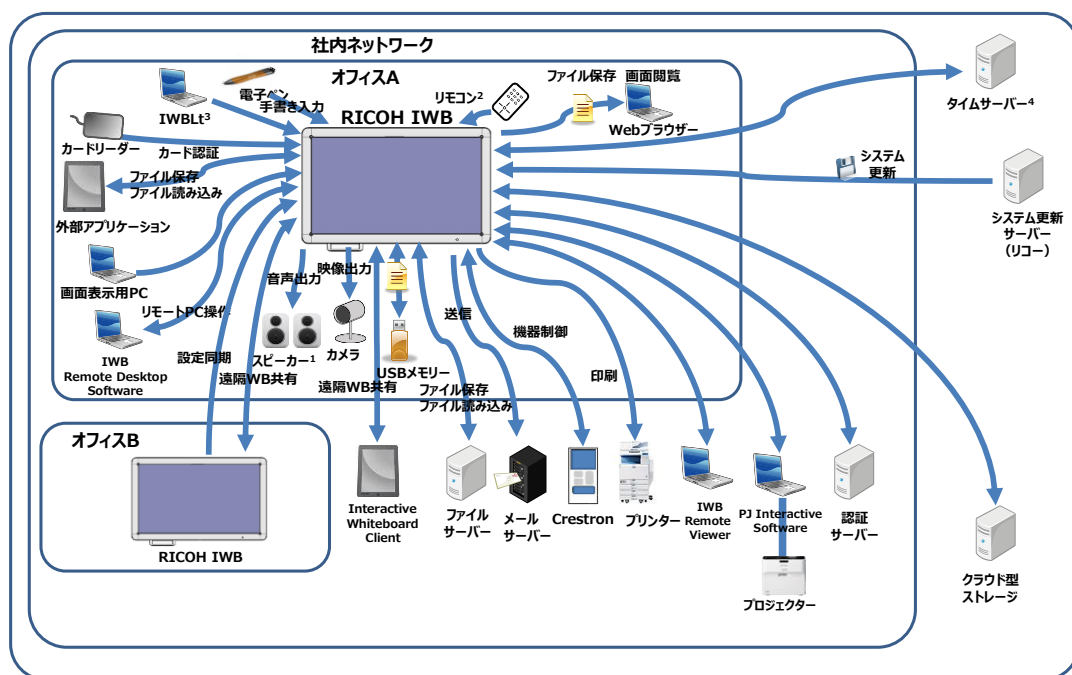 社内ネットワーク
オフィスA
電子ペン
手書き入力
IWBLt³
リモコン²
ファイル保存
画面閲覧
Webブラウザー
RICOH IWB
カードリーダー
カード認証
ファイル保存
ファイル読み込み
外部アプリケーション
画面表示用PC
リモートPC操作
IWB
Remote Desktop
Software
設定同期
遠隔WB共有
音声出力
スピーカー¹
映像出力
カメラ
USBメモリー
遠隔WB共有
ファイル保存
ファイル読み込み
送信
機器制御
印刷
タイムサーバー⁴
システム
更新
システム更新
サーバー
(リコー)
オフィスB
RICOH IWB
Interactive
Whiteboard
Client
ファイル
サーバー
メール
サーバー
Crestron
プリンター
IWB
Remote
Viewer
PJ Interactive
Software
認証
サーバー
プロジェクター
クラウド型
ストレージ